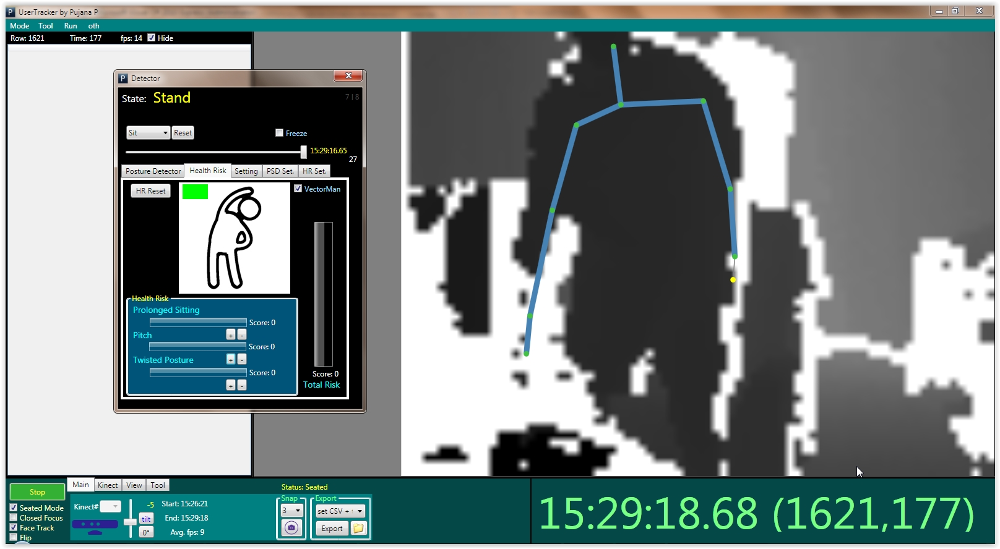 UserTracker by Pujana P
Mode Tool Run oth
Row: 1621 Time: 177 fps: 14 Hide
Detector
State: Stand 7 | 8
Sit Reset Freeze
15:29:16.65
27
Posture Detector Health Risk Setting PSD Set. HR Set.
HR Reset VectorMan
Health Risk
Prolonged Sitting
Score: 0
Pitch + -
Score: 0
Twisted Posture + -
Score: 0
+ -
Score: 0
Total Risk
Stop
Seated Mode
Closed Focus
Face Track
Flip
Main Kinect View Tool
Kinect#
-5
tilt
0°
Start: 15:26:21
End: 15:29:18
Avg. fps: 9
Status: Seated
Snap
3
Export
set CSV +
Export
15:29:18.68 (1621,177)